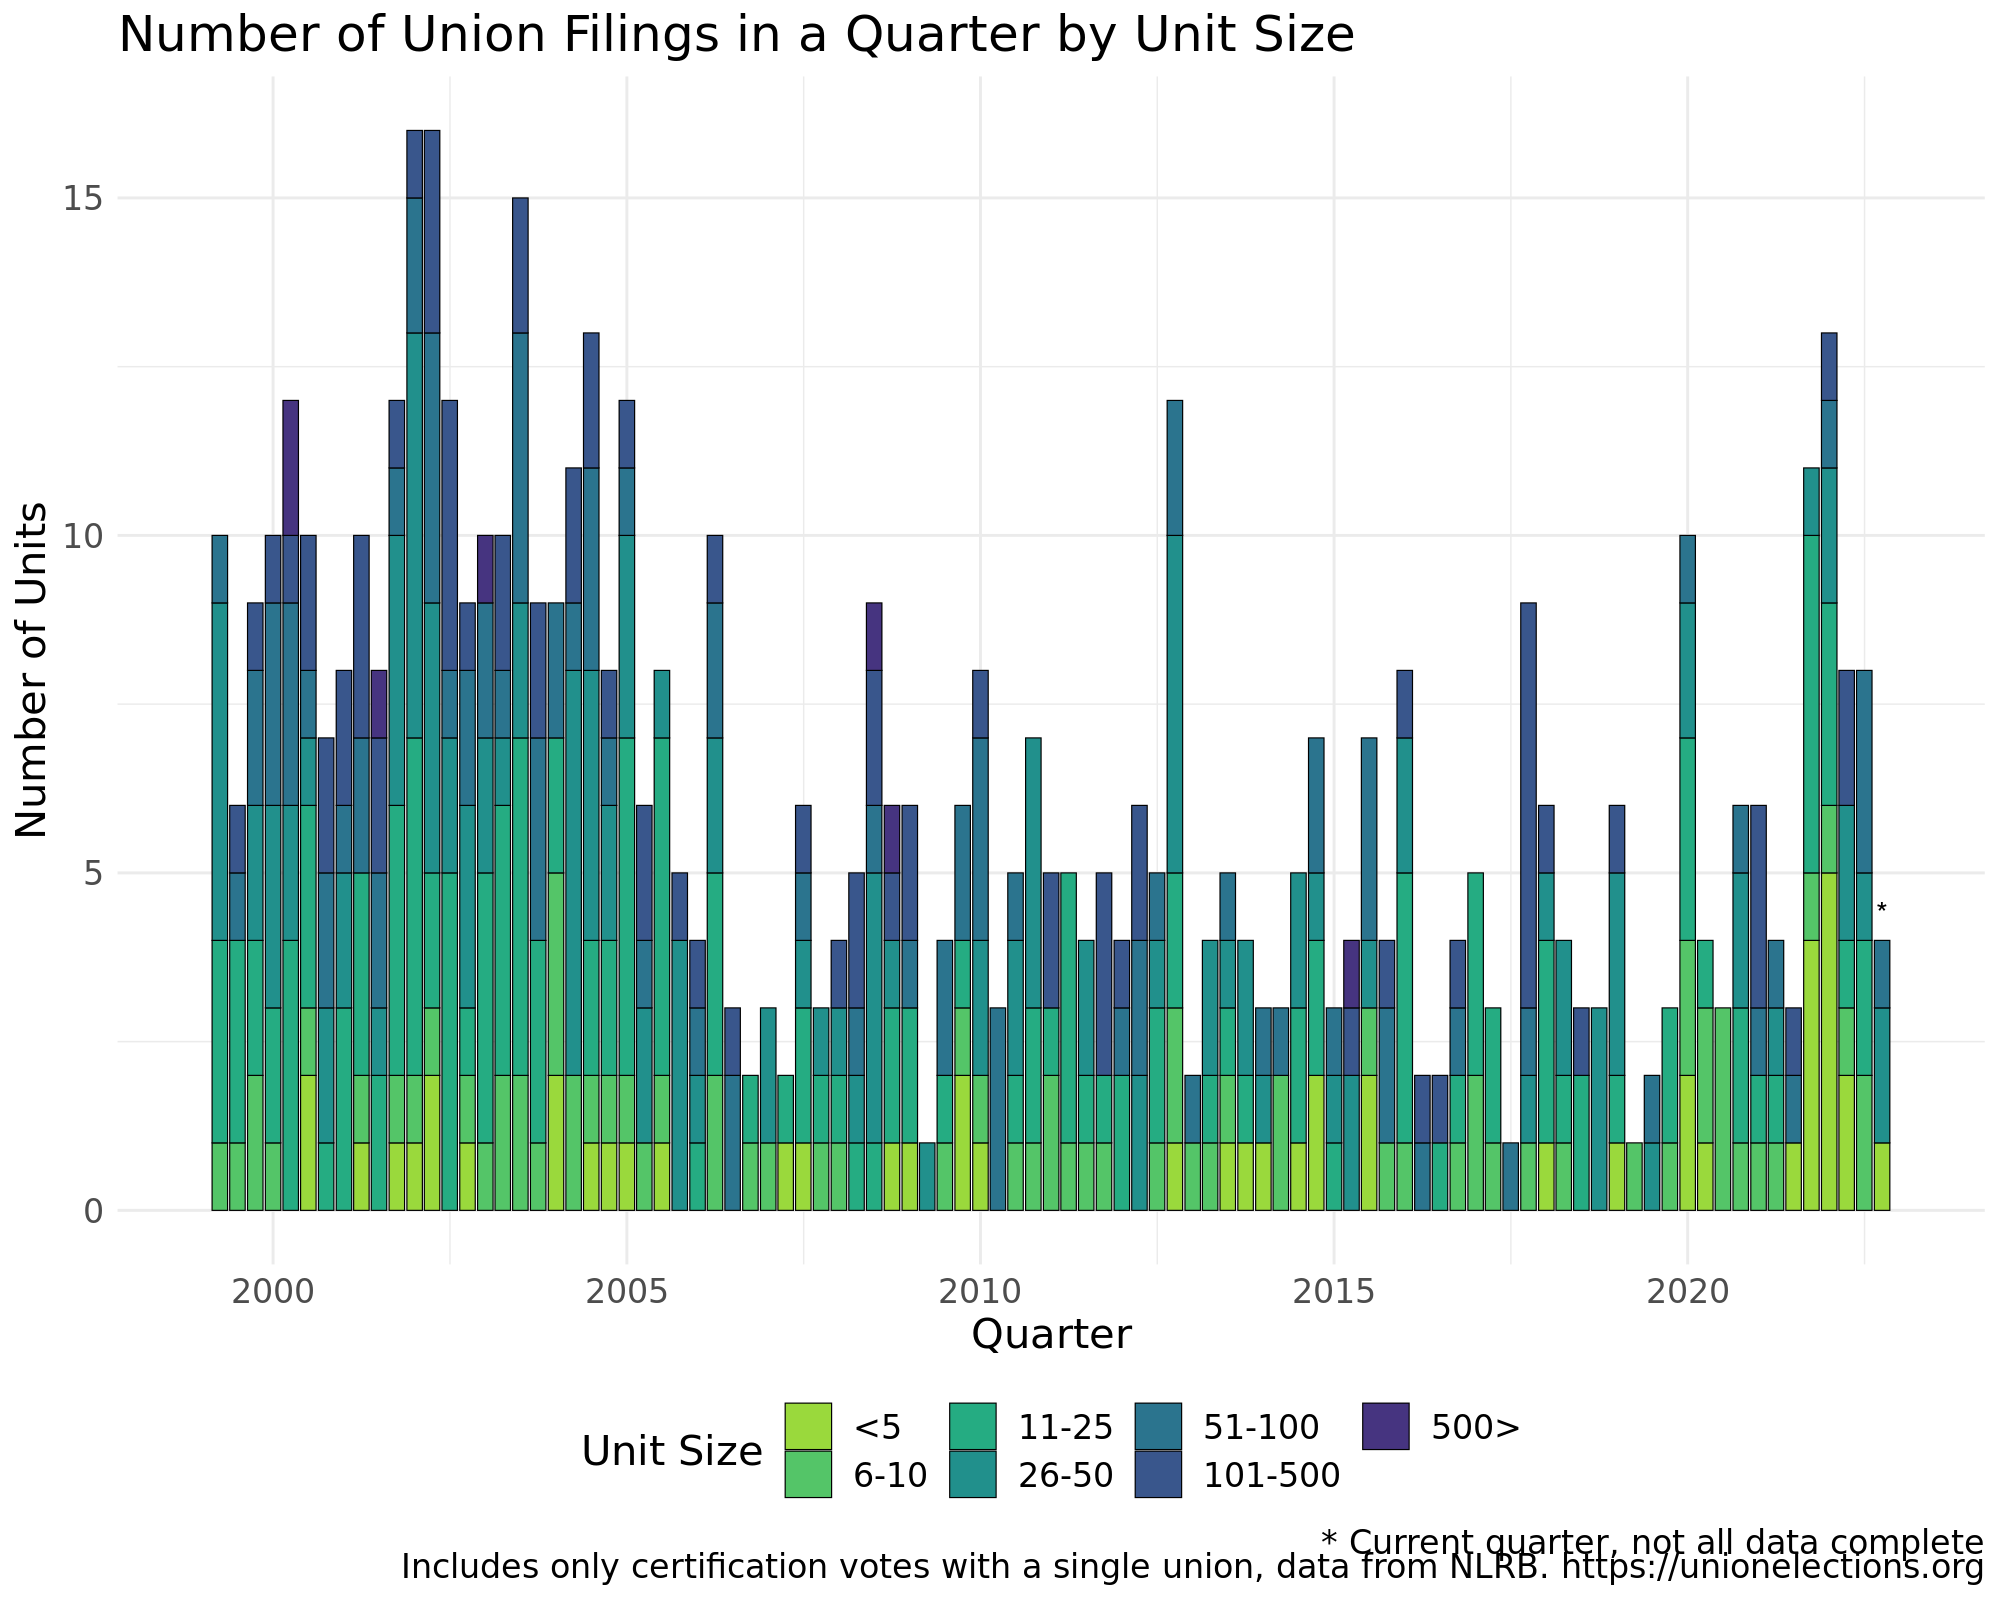 Number of Union Filings in a Quarter by Unit Size
Number of Units
15
10
5
0
*
2000 2005 2010 2015 2020
Quarter
Unit Size
<5 11-25 51-100 500>
6-10 26-50 101-500
* Current quarter, not all data complete
Includes only certification votes with a single union, data from NLRB. https://unionelections.org